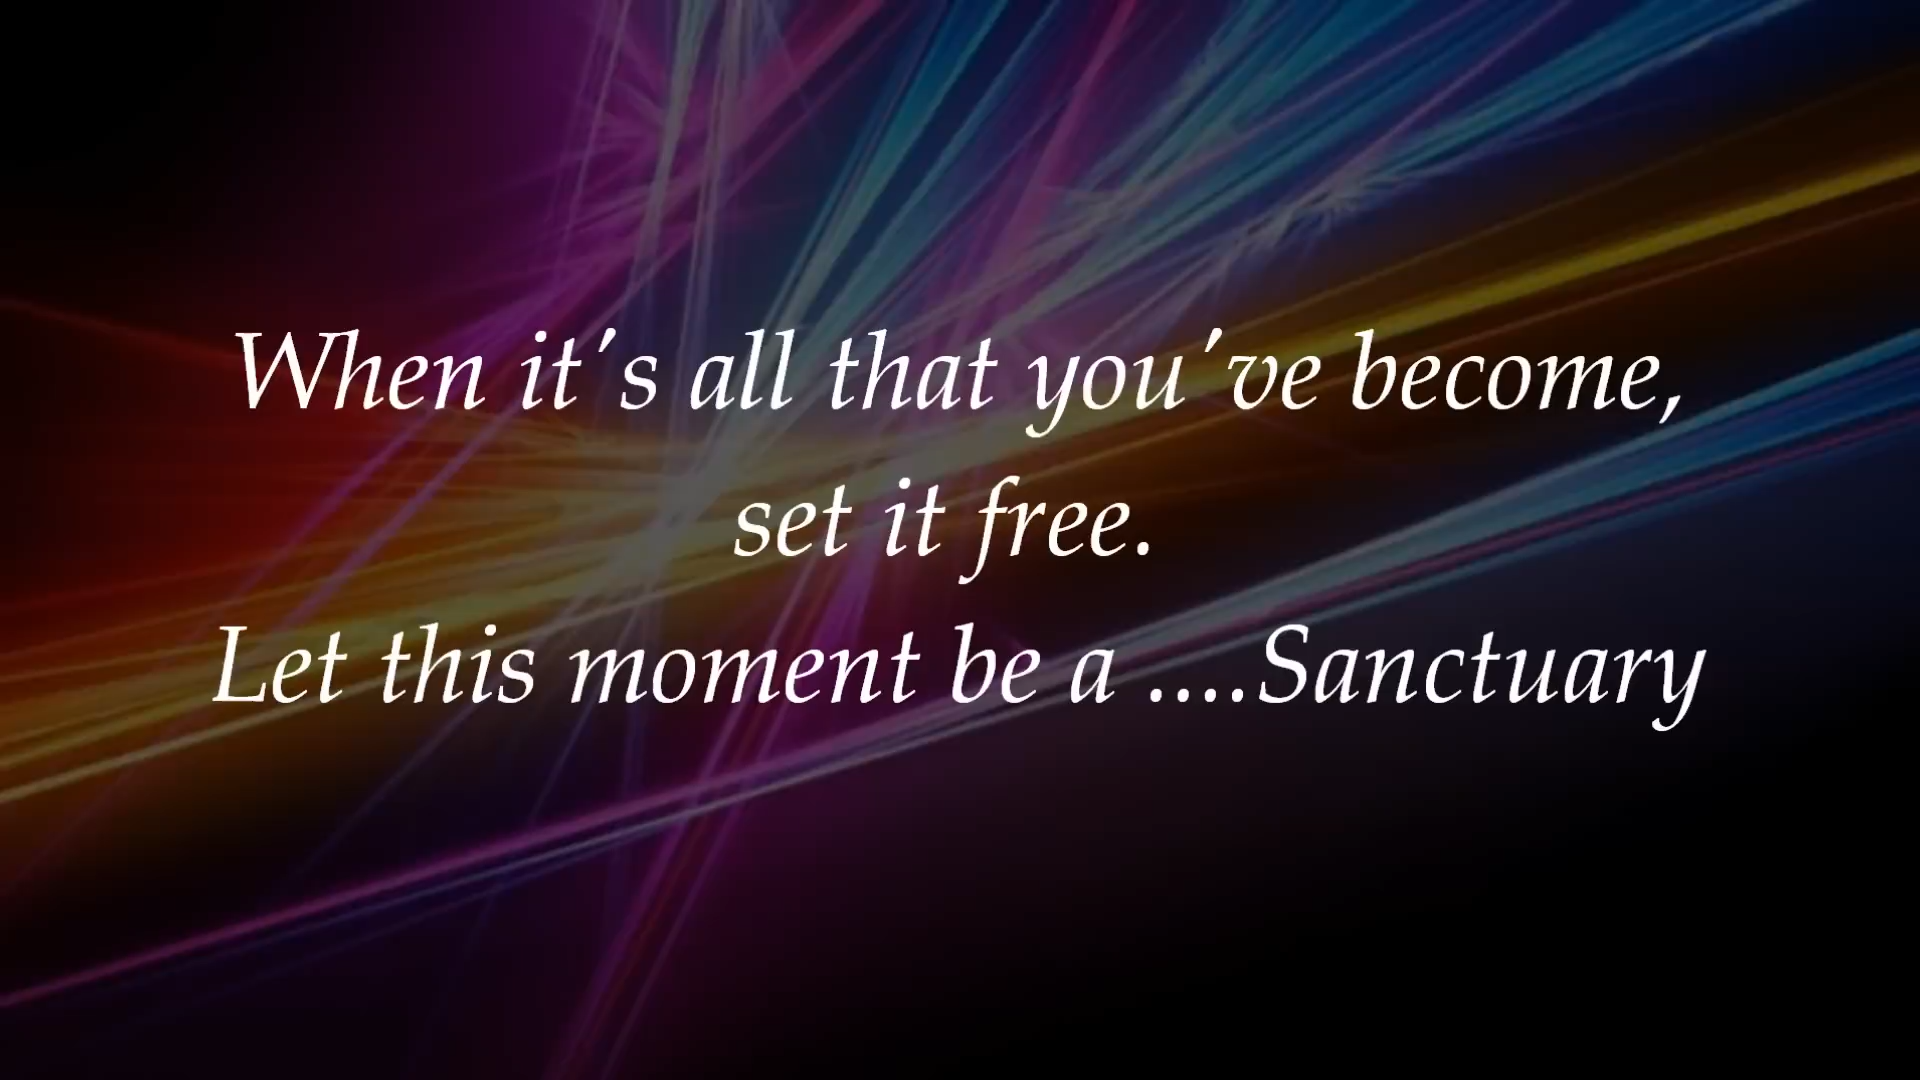 When it's all that you've become,
set it free.
Let this moment be a ....Sanctuary